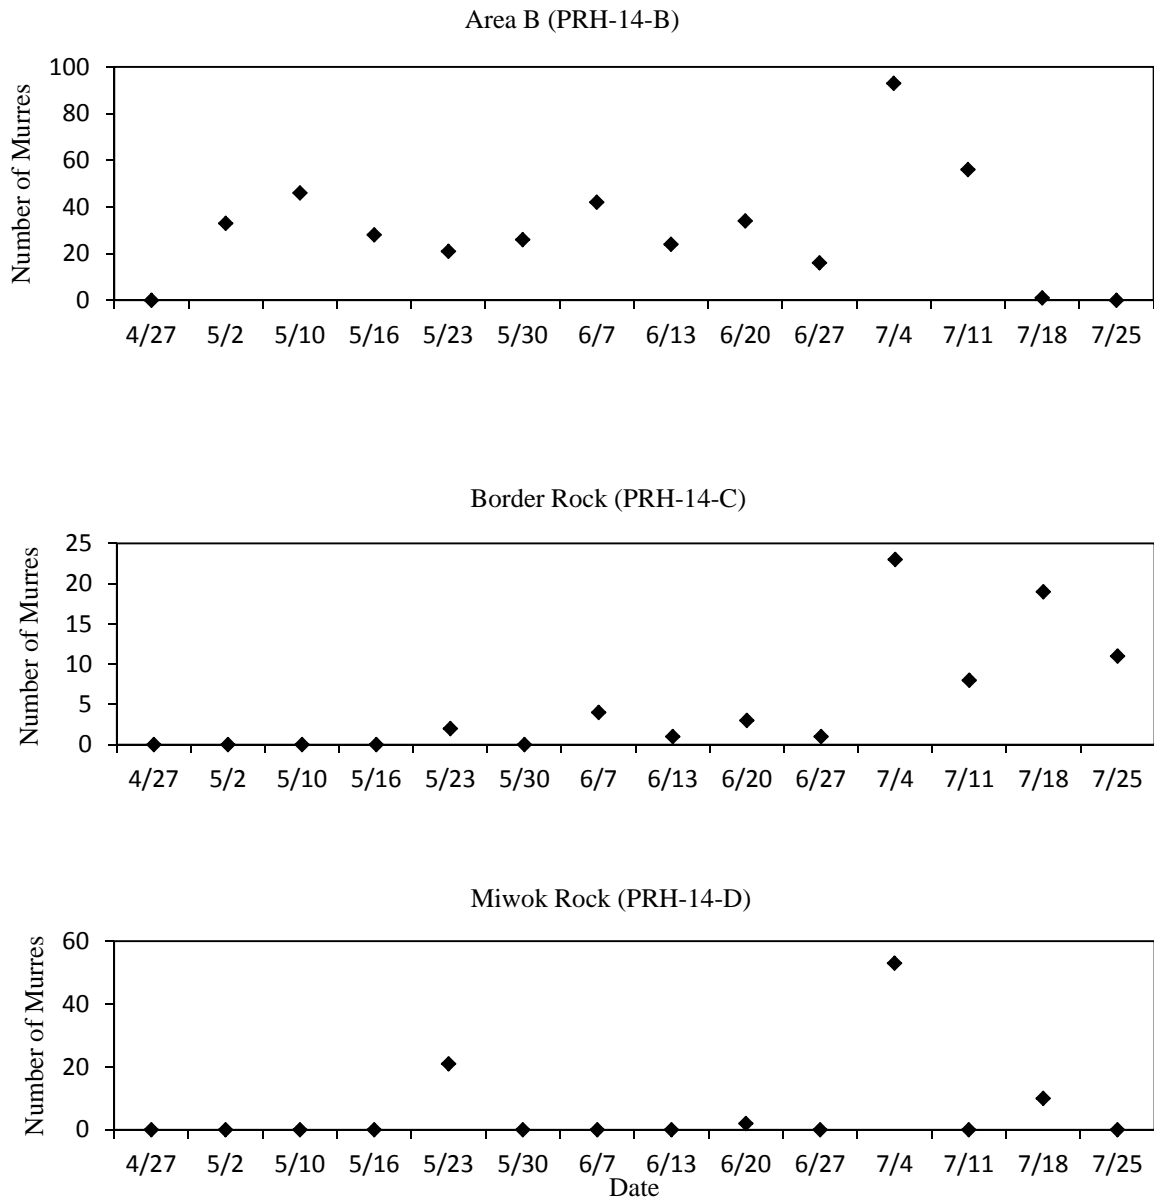 Area B (PRH-14-B)
Number of Murres
100
80
60
40
20
0
4/27 5/2 5/10 5/16 5/23 5/30 6/7 6/13 6/20 6/27 7/4 7/11 7/18 7/25
Border Rock (PRH-14-C)
Number of Murres
25
20
15
10
5
0
4/27 5/2 5/10 5/16 5/23 5/30 6/7 6/13 6/20 6/27 7/4 7/11 7/18 7/25
Miwok Rock (PRH-14-D)
Number of Murres
60
40
20
0
4/27 5/2 5/10 5/16 5/23 5/30 6/7 6/13 6/20 6/27 7/4 7/11 7/18 7/25
Date